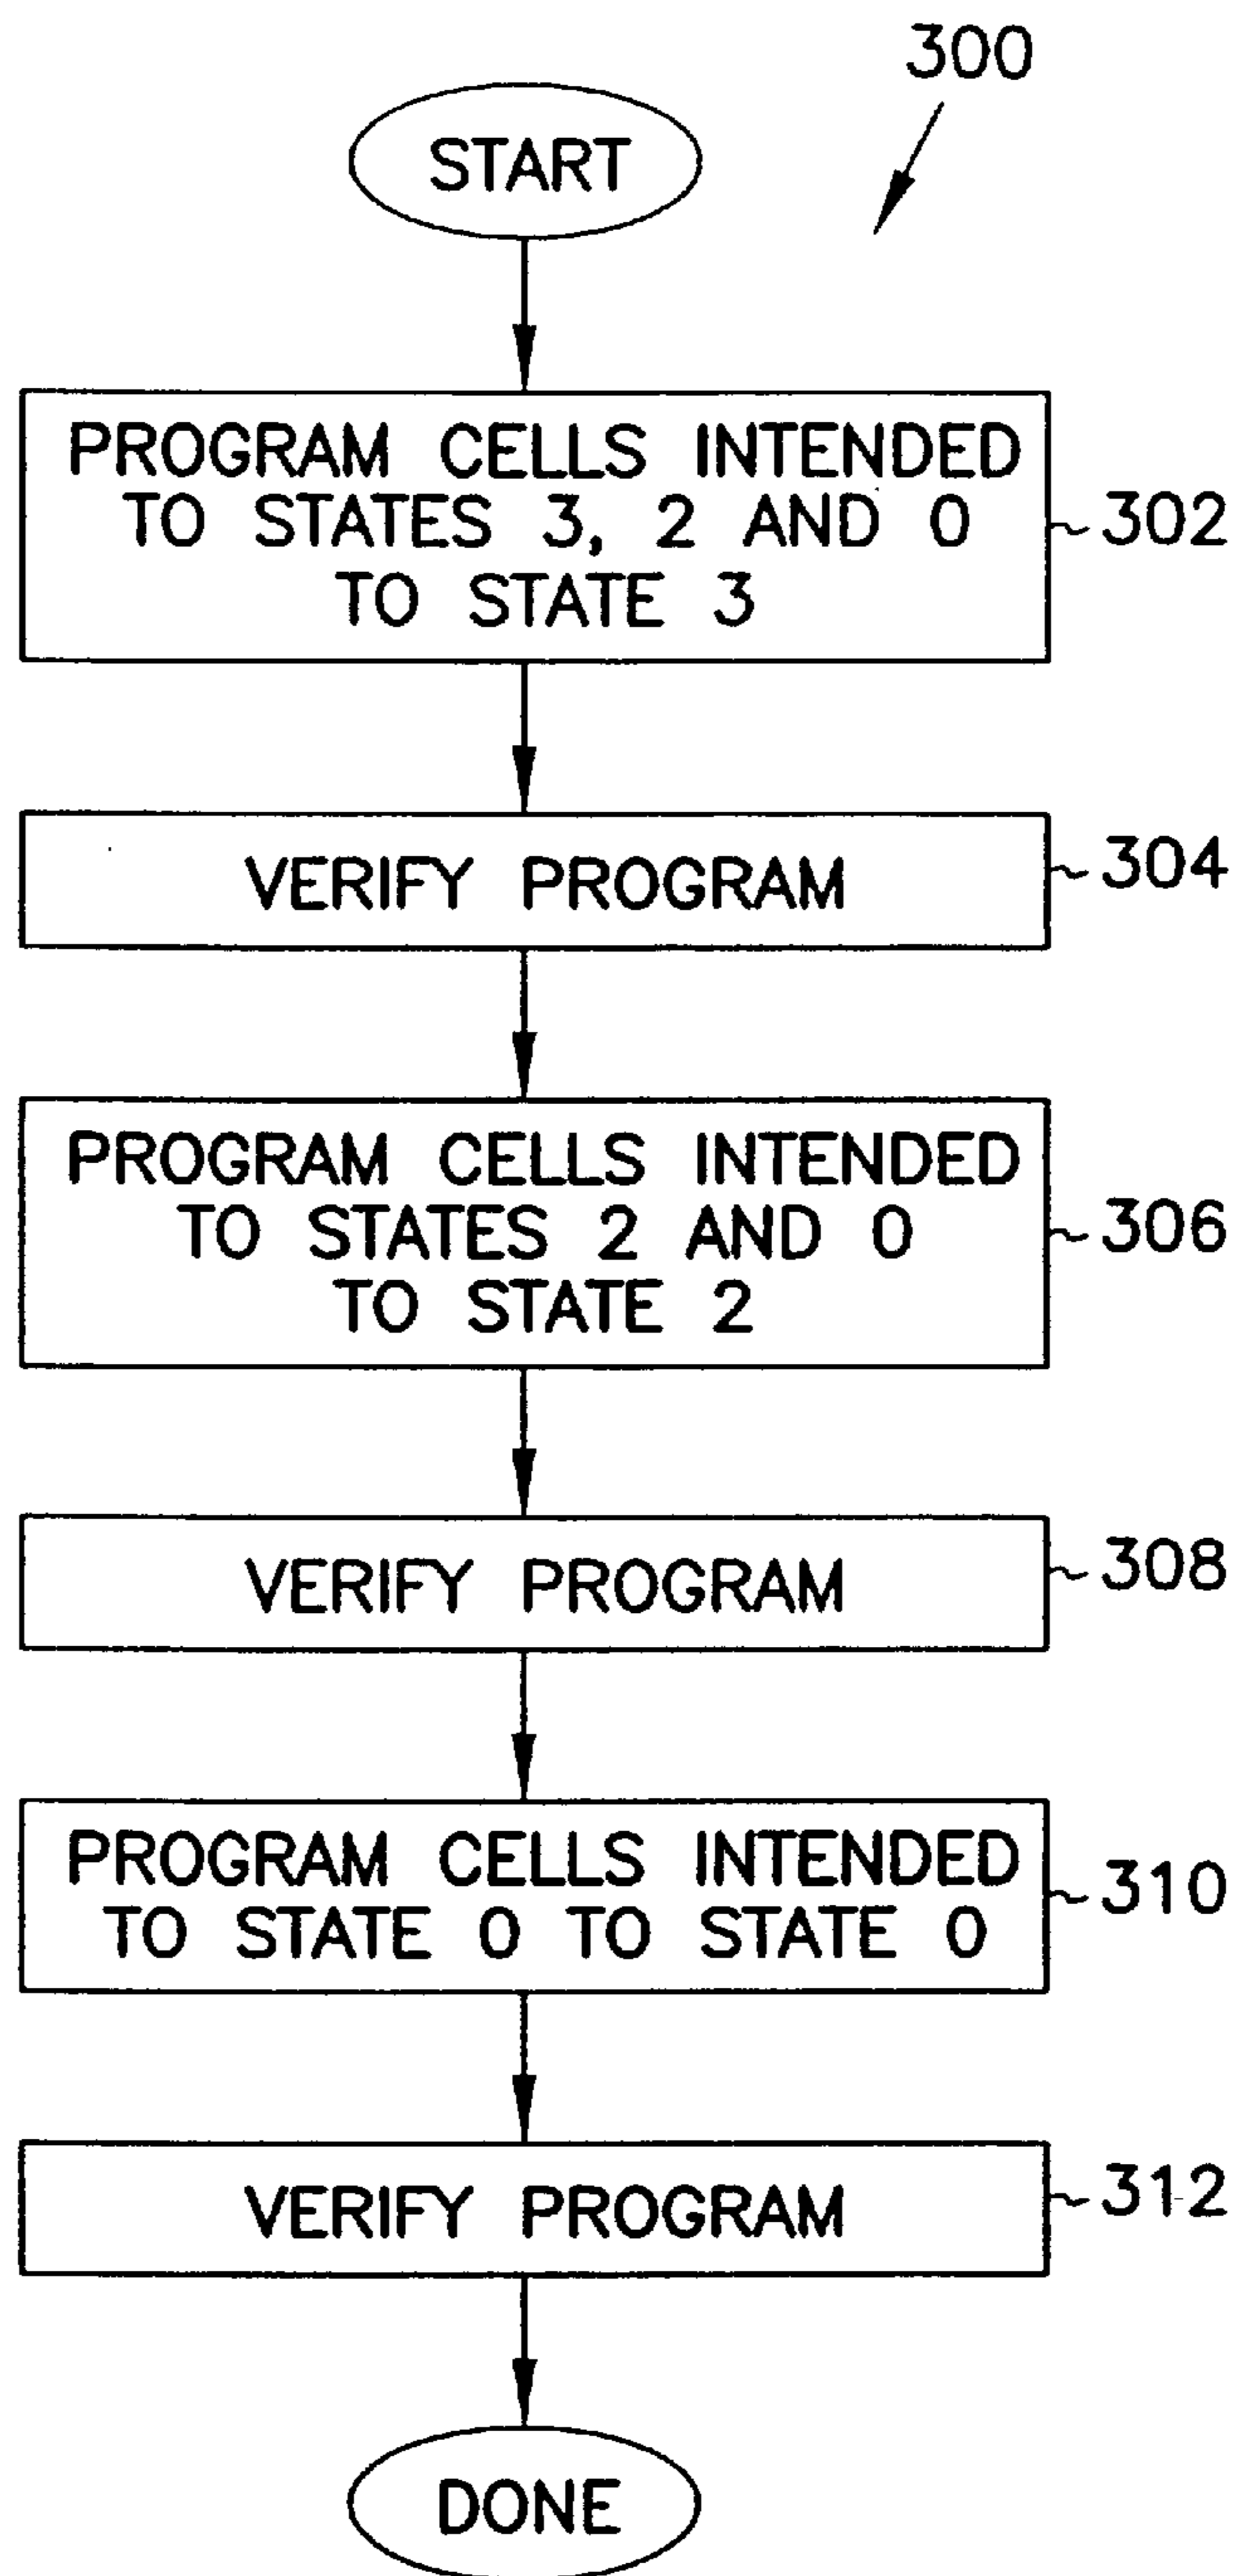 300
START
PROGRAM CELLS INTENDED
TO STATES 3, 2 AND 0
TO STATE 3
302
VERIFY PROGRAM
304
PROGRAM CELLS INTENDED
TO STATES 2 AND 0
TO STATE 2
306
VERIFY PROGRAM
308
PROGRAM CELLS INTENDED
TO STATE 0 TO STATE 0
310
VERIFY PROGRAM
312
DONE